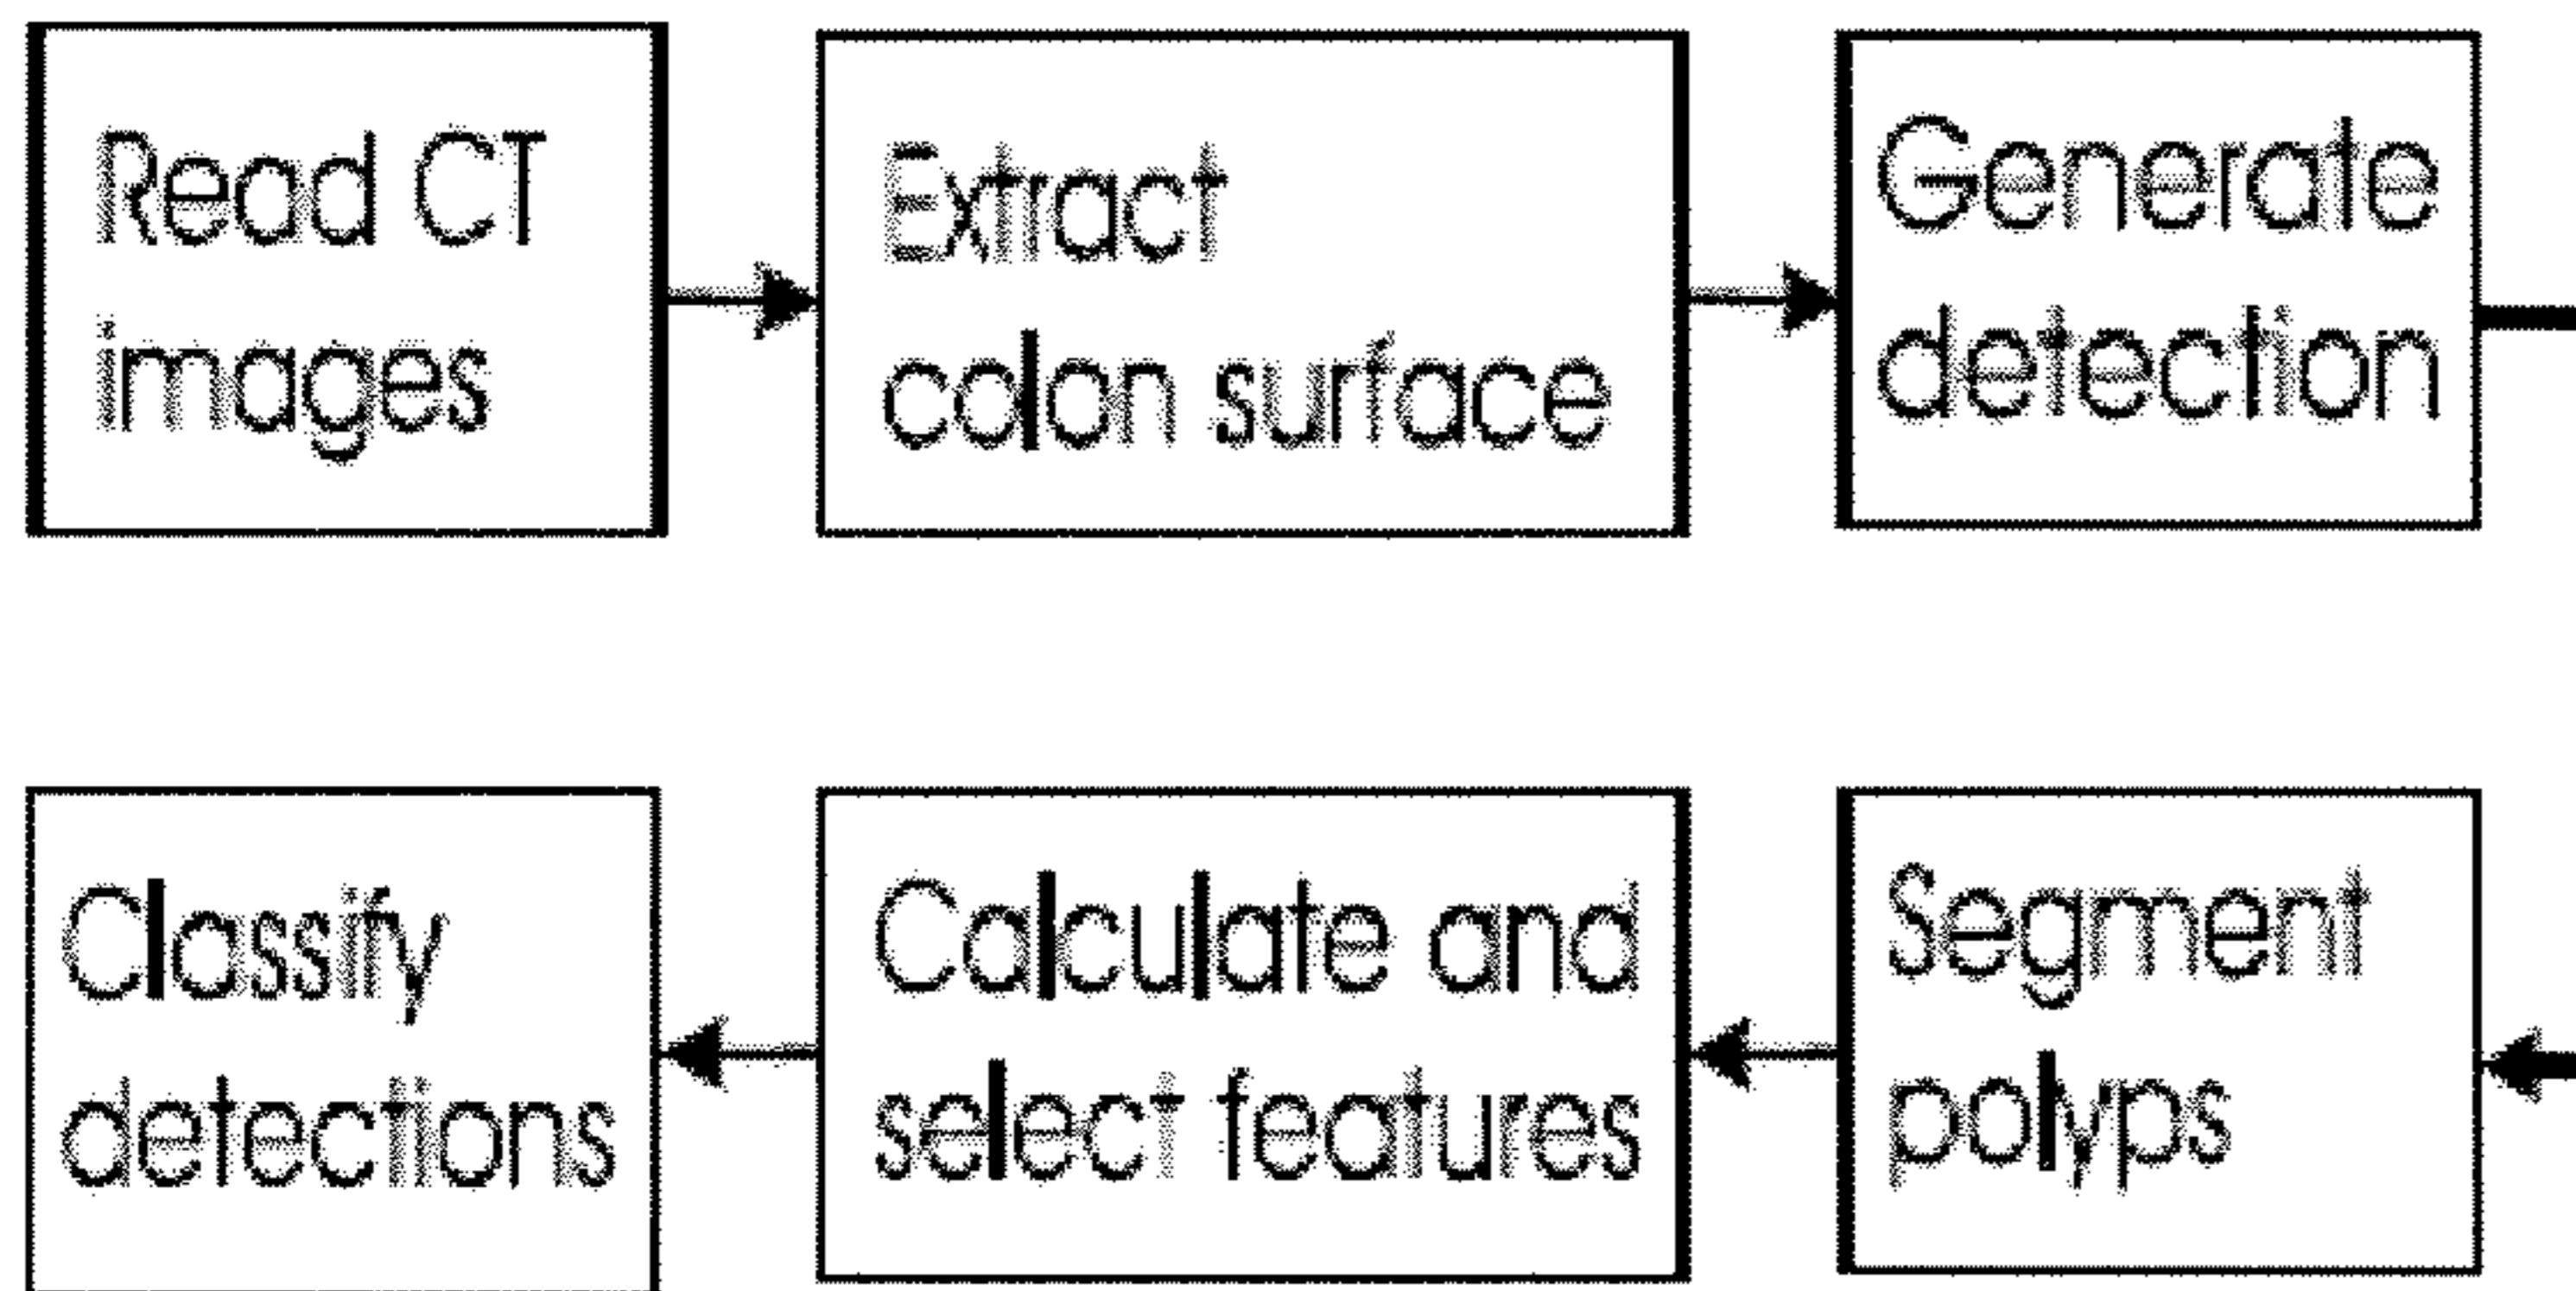 Read CT
images
Extract
colon surface
Generate
detection
Segment
polyps
Calculate and
select features
Classify
detections